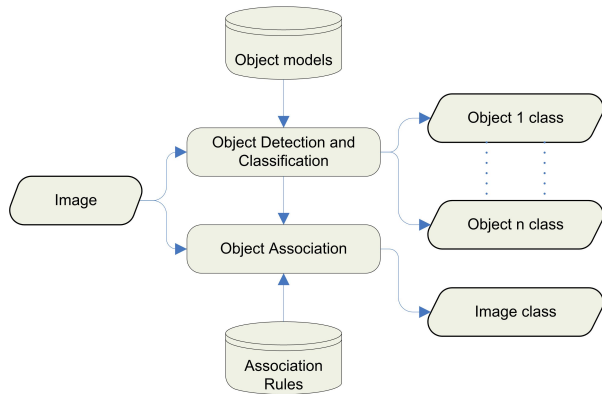 Object models
Object 1 class
Object Detection and
Classification
Image
Object n class
Object Association
Image class
Association
Rules